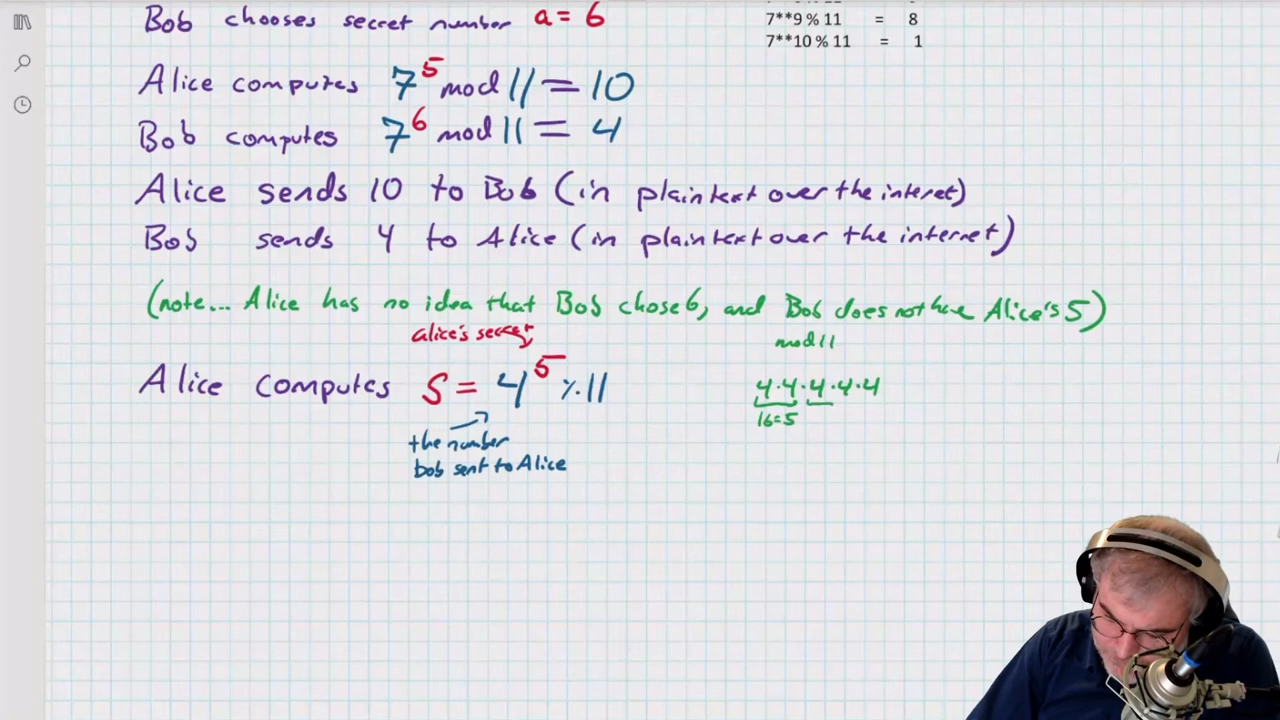 Bob chooses secret number a = 6
7**9 % 11 = 8
7**10 % 11 = 1
Alice computes 7^5 mod 11 = 10
Bob computes 7^6 mod 11 = 4
Alice sends 10 to Bob (in plaintext over the interet)
Bob sends 4 to Alice (in plaintext over the internet)
(note... Alice has no idea that Bob chose 6, and Bob does not have Alice's 5)
alice's secret
mod 11
Alice computes S = 4^5 % 11
4·4·4·4·4
16=5
the number
bob sent to Alice